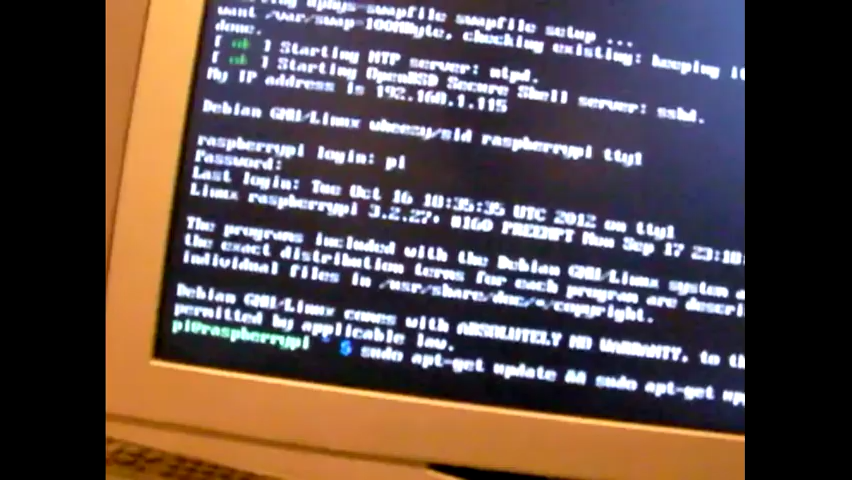 dphys-swapfile swapfile setup ...
want /var/swap=100MByte, checking existing: keeping it
done.
[ ok ] Starting NTP server: ntpd.
[ ok ] Starting OpenBSD Secure Shell server: sshd.
My IP address is 192.168.1.115
Debian GNU/Linux wheezy/sid raspberrypi tty1
raspberrypi login: pi
Password:
Last login: Tue Oct 16 18:35:35 UTC 2012 on tty1
Linux raspberrypi 3.2.27+ #160 PREEMPT Mon Sep 17 23:18:
The programs included with the Debian GNU/Linux system a
the exact distribution terms for each program are descri
individual files in /usr/share/doc/*/copyright.
Debian GNU/Linux comes with ABSOLUTELY NO WARRANTY, to th
permitted by applicable law.
pi@raspberrypi ~ $ sudo apt-get update && sudo apt-get up